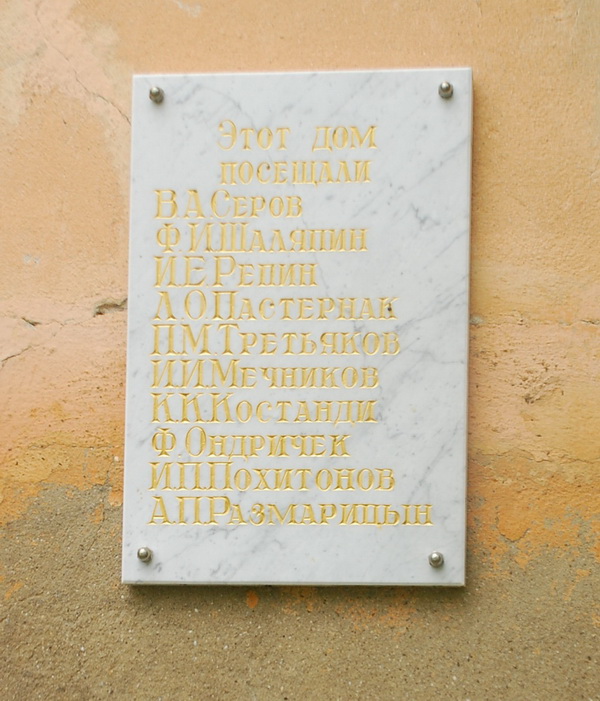 Этот дом
посещали
В.А.Серов
Ф.И.Шаляпин
И.Е.Репин
Л.О.Пастернак
П.М.Третьяков
И.И.Мечников
К.К.Костанди
Ф.Ондричек
И.П.Похитонов
А.П.Размарицын